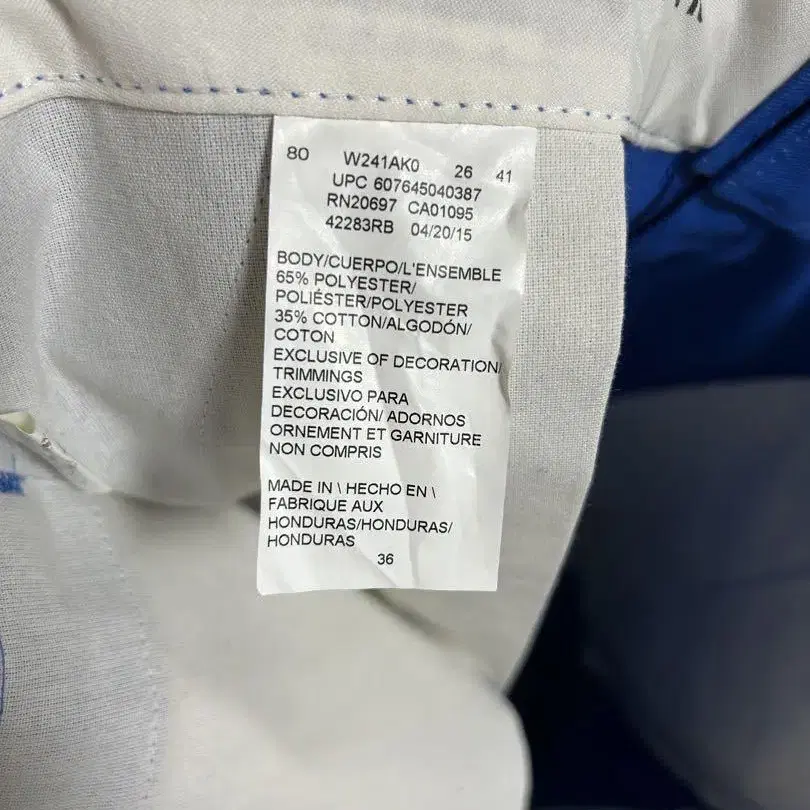 80 W241AK0 26 41
UPC 607645040387
RN20697 CA01095
42283RB 04/20/15
BODY/CUERPO/L'ENSEMBLE
65% POLYESTER/
POLIÉSTER/POLYESTER
35% COTTON/ALGODÓN/
COTON
EXCLUSIVE OF DECORATION/
TRIMMINGS
EXCLUSIVO PARA
DECORACIÓN/ ADORNOS
ORNEMENT ET GARNITURE
NON COMPRIS
MADE IN \ HECHO EN \
FABRIQUE AUX
HONDURAS/HONDURAS/
HONDURAS
36